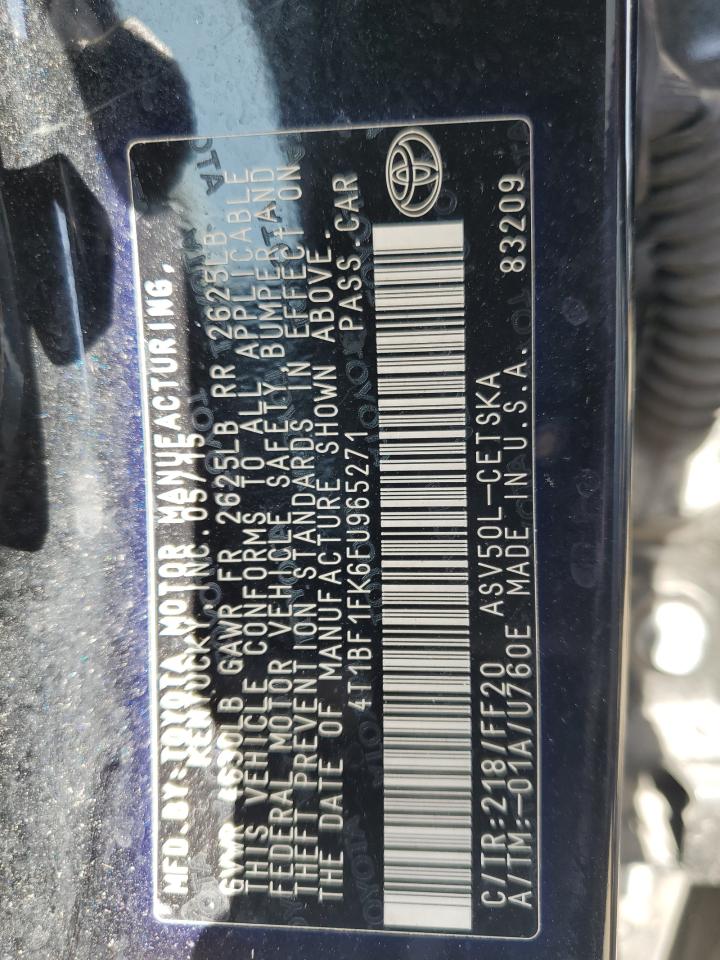 MFD.BY:TOYOTA MOTOR MANUFACTURING,
KENTUCKY, INC. 05/15
GVWR 4630LB GAWR FR 2625LB RR 2625LB
THIS VEHICLE CONFORMS TO ALL APPLICABLE
FEDERAL MOTOR VEHICLE SAFETY, BUMPER, AND
THEFT PREVENTION STANDARDS IN EFFECT ON
THE DATE OF MANUFACTURE SHOWN ABOVE.
4T1BF1FK6FU965271 PASS.CAR
C/TR:218/FF20 ASV50L-CETSKA
A/TM:-01A/U760E MADE IN U.S.A. 83209